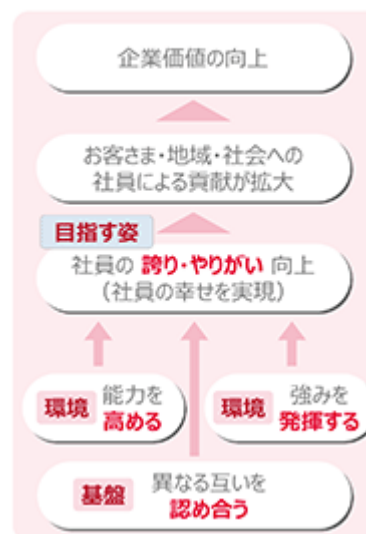 企業価値の向上
お客さま・地域・社会への
社員による貢献が拡大
目指す姿
社員の 誇り・やりがい 向上
（社員の幸せを実現）
環境 能力を
高める
環境 強みを
発揮する
基盤 異なる互いを
認め合う